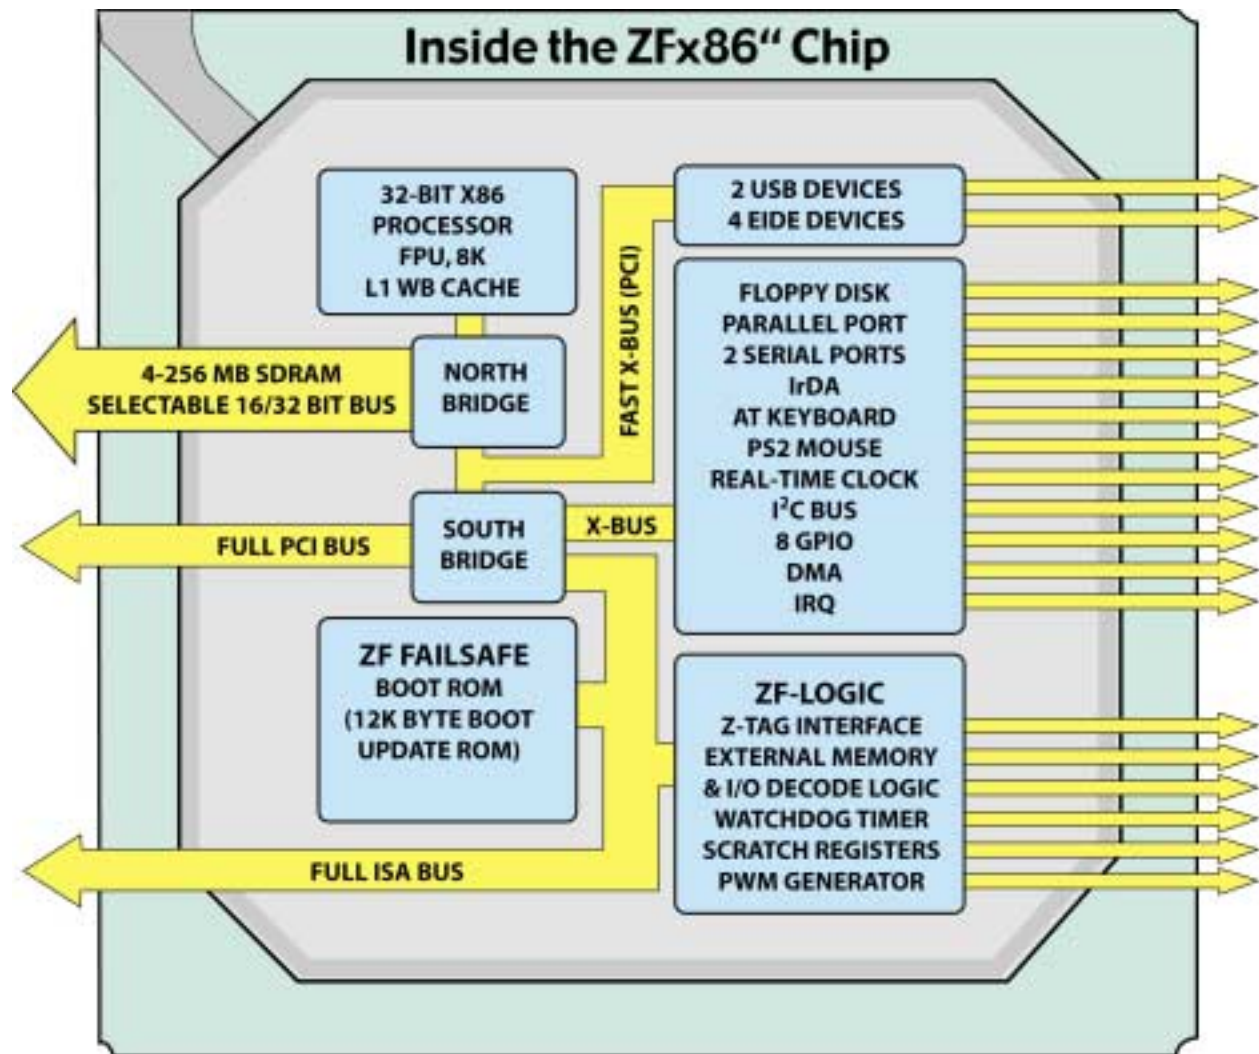 Inside the ZFx86“ Chip
32-BIT X86
PROCESSOR
FPU, 8K
L1 WB CACHE
2 USB DEVICES
4 EIDE DEVICES
FAST X-BUS (PCI)
4-256 MB SDRAM
SELECTABLE 16/32 BIT BUS
NORTH
BRIDGE
FLOPPY DISK
PARALLEL PORT
2 SERIAL PORTS
IrDA
AT KEYBOARD
PS2 MOUSE
REAL-TIME CLOCK
I²C BUS
8 GPIO
DMA
IRQ
FULL PCI BUS
SOUTH
BRIDGE
X-BUS
ZF FAILSAFE
BOOT ROM
(12K BYTE BOOT
UPDATE ROM)
ZF-LOGIC
Z-TAG INTERFACE
EXTERNAL MEMORY
& I/O DECODE LOGIC
WATCHDOG TIMER
SCRATCH REGISTERS
PWM GENERATOR
FULL ISA BUS